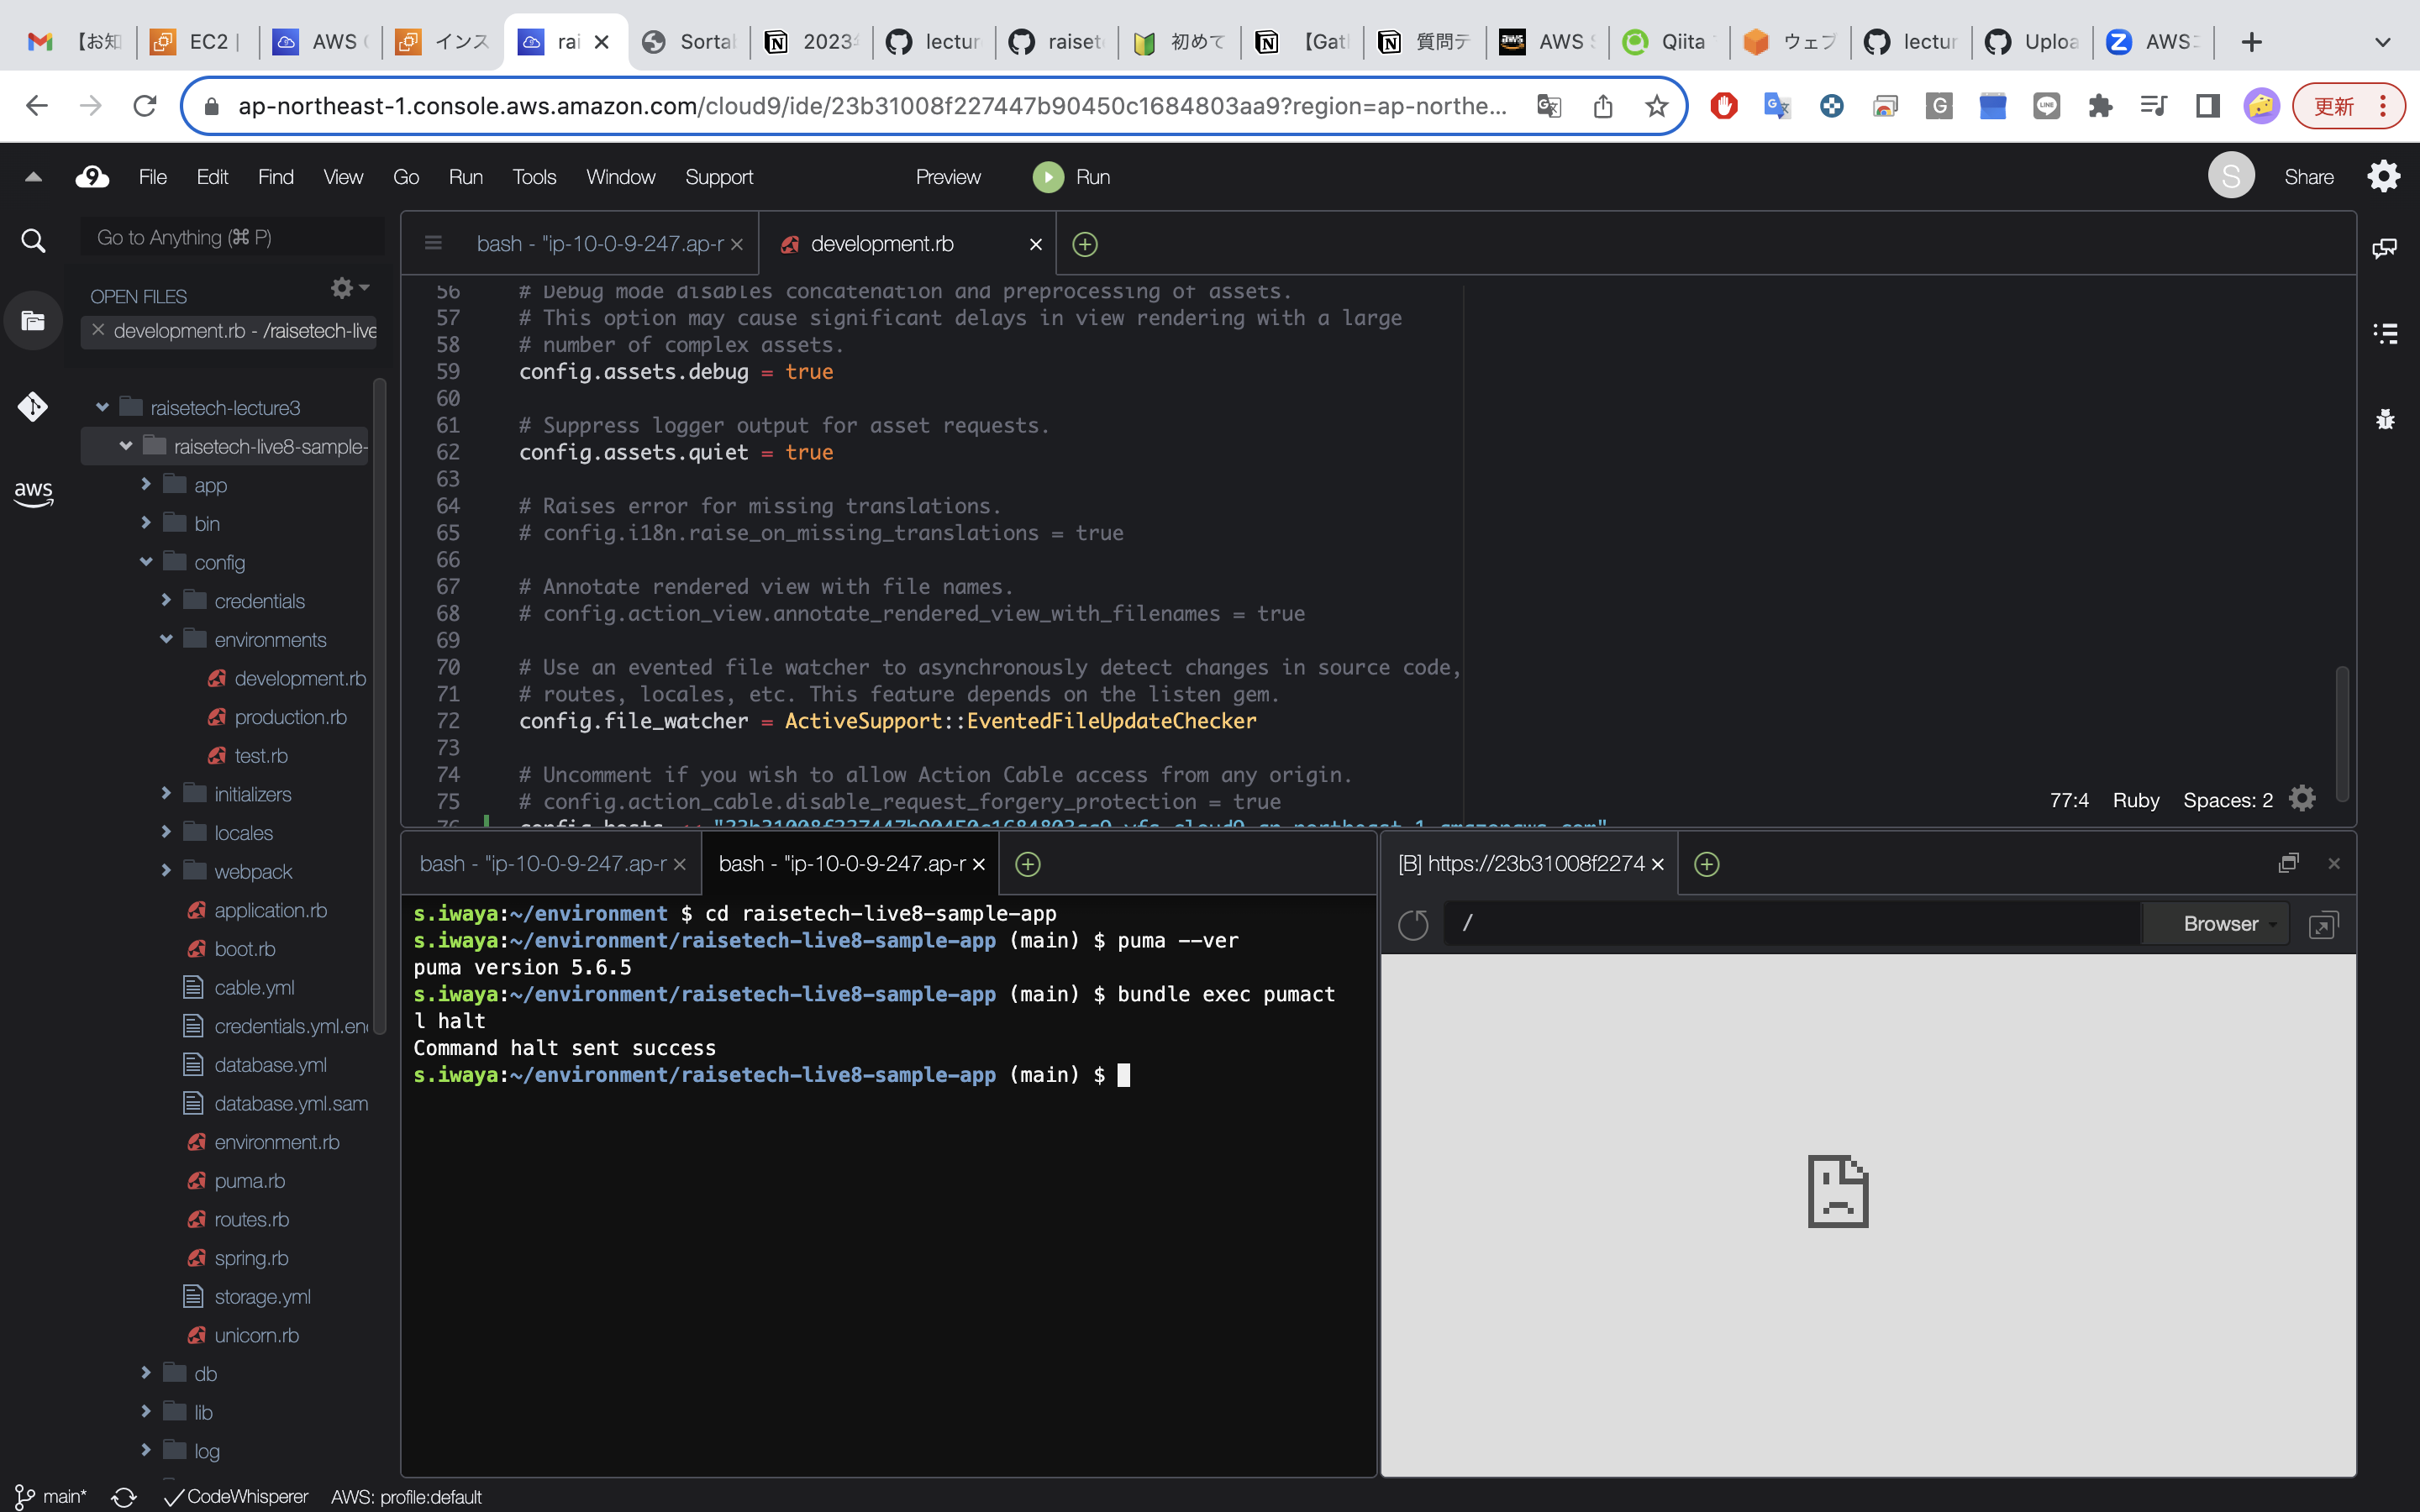 【お知
EC2 |
AWS
インス
rai
Sorta
2023
lectur
raiset
初めて
【Gat
質問テ
AWS
Qiita
ウェブ
lectur
Uploa
AWS
ap-northeast-1.console.aws.amazon.com/cloud9/ide/23b31008f227447b90450c1684803aa9?region=ap-northe...
更新
File Edit Find View Go Run Tools Window Support Preview Run
S Share
Go to Anything (⌘ P)
OPEN FILES
development.rb - /raisetech-live
raisetech-lecture3
raisetech-live8-sample-
app
bin
config
credentials
environments
development.rb
production.rb
test.rb
initializers
locales
webpack
application.rb
boot.rb
cable.yml
credentials.yml.en
database.yml
database.yml.sam
environment.rb
puma.rb
routes.rb
spring.rb
storage.yml
unicorn.rb
db
lib
log
aws
bash - "ip-10-0-9-247.ap-r
development.rb
56 # Debug mode disables concatenation and preprocessing of assets.
57 # This option may cause significant delays in view rendering with a large
58 # number of complex assets.
59 config.assets.debug = true
60
61 # Suppress logger output for asset requests.
62 config.assets.quiet = true
63
64 # Raises error for missing translations.
65 # config.i18n.raise_on_missing_translations = true
66
67 # Annotate rendered view with file names.
68 # config.action_view.annotate_rendered_view_with_filenames = true
69
70 # Use an evented file watcher to asynchronously detect changes in source code,
71 # routes, locales, etc. This feature depends on the listen gem.
72 config.file_watcher = ActiveSupport::EventedFileUpdateChecker
73
74 # Uncomment if you wish to allow Action Cable access from any origin.
75 # config.action_cable.disable_request_forgery_protection = true
76 config.hosts << "23b31008f227447b90450c1684803aa9.vfs.cloud9.ap-northeast-1.amazonaws.com"
77:4 Ruby Spaces: 2
bash - "ip-10-0-9-247.ap-r
bash - "ip-10-0-9-247.ap-r
s.iwaya:~/environment $ cd raisetech-live8-sample-app
s.iwaya:~/environment/raisetech-live8-sample-app (main) $ puma --ver
puma version 5.6.5
s.iwaya:~/environment/raisetech-live8-sample-app (main) $ bundle exec pumact
l halt
Command halt sent success
s.iwaya:~/environment/raisetech-live8-sample-app (main) $
[B] https://23b31008f2274
/
Browser
main*
CodeWhisperer
AWS: profile:default